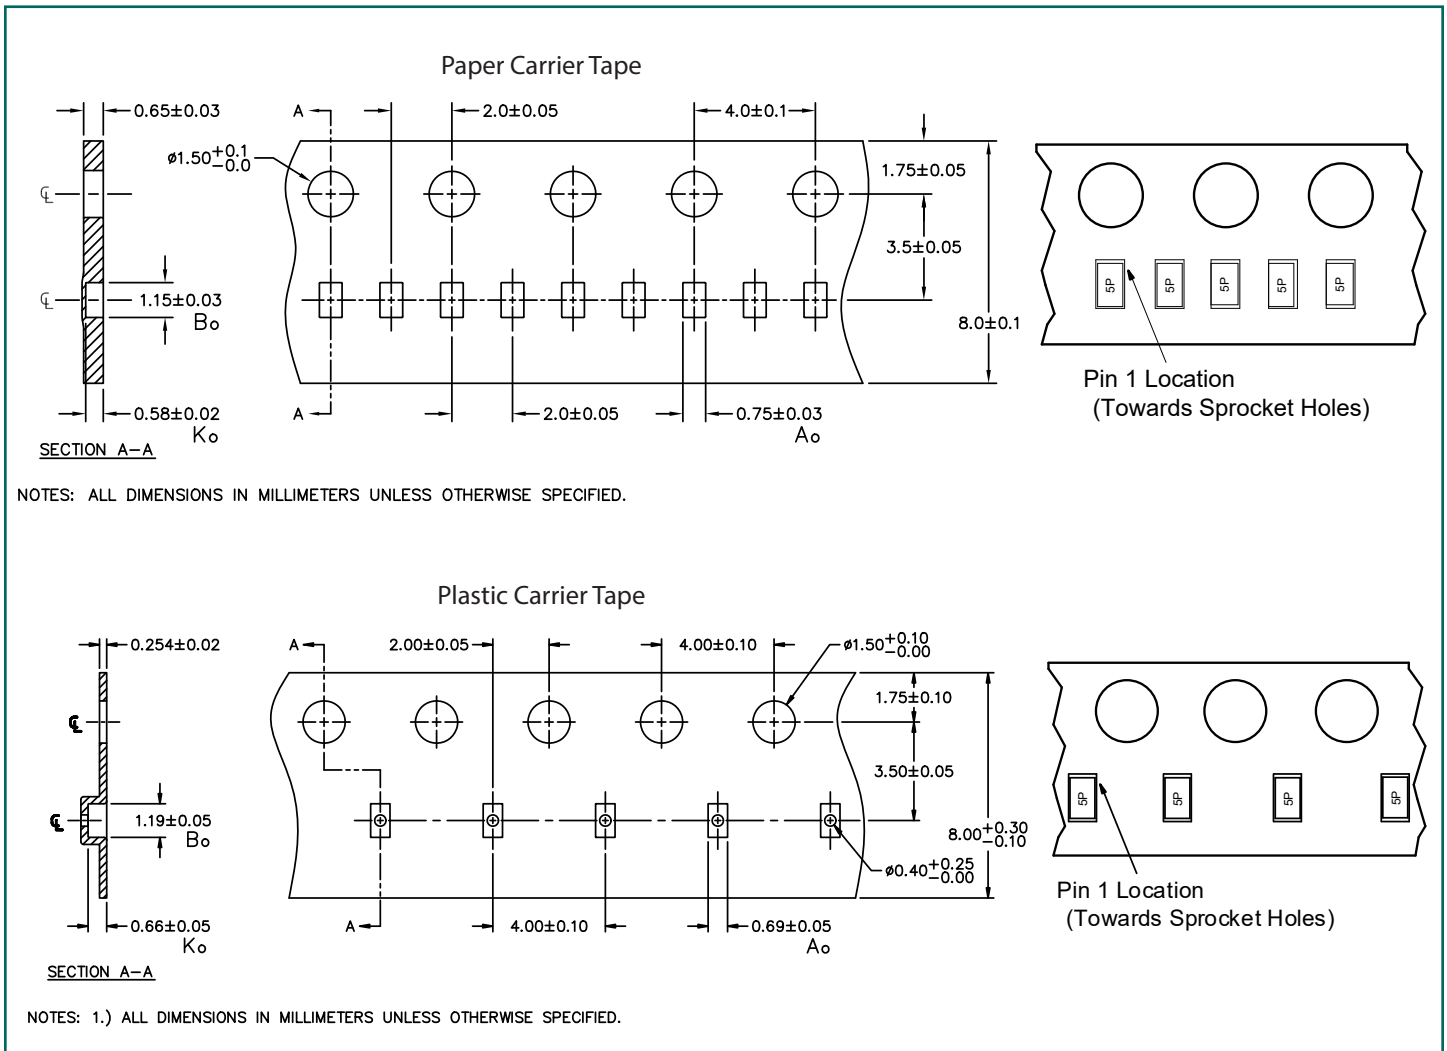 Paper Carrier Tape
0.65±0.03
A
2.0±0.05
4.0±0.1
ø1.50+0.1
-0.0
1.75±0.05
℄
3.5±0.05
℄
1.15±0.03
Bo
8.0±0.1
5P 5P 5P 5P 5P
Pin 1 Location
(Towards Sprocket Holes)
0.58±0.02
Ko
A
2.0±0.05
0.75±0.03
Ao
SECTION A-A
NOTES: ALL DIMENSIONS IN MILLIMETERS UNLESS OTHERWISE SPECIFIED.
Plastic Carrier Tape
0.254±0.02
A
2.00±0.05
4.00±0.10
ø1.50+0.10
-0.00
1.75±0.10
℄
3.50±0.05
℄
1.19±0.05
Bo
8.00+0.30
-0.10
5P 5P 5P 5P
ø0.40+0.25
-0.00
Pin 1 Location
(Towards Sprocket Holes)
0.66±0.05
Ko
A
4.00±0.10
0.69±0.05
Ao
SECTION A-A
NOTES: 1.) ALL DIMENSIONS IN MILLIMETERS UNLESS OTHERWISE SPECIFIED.